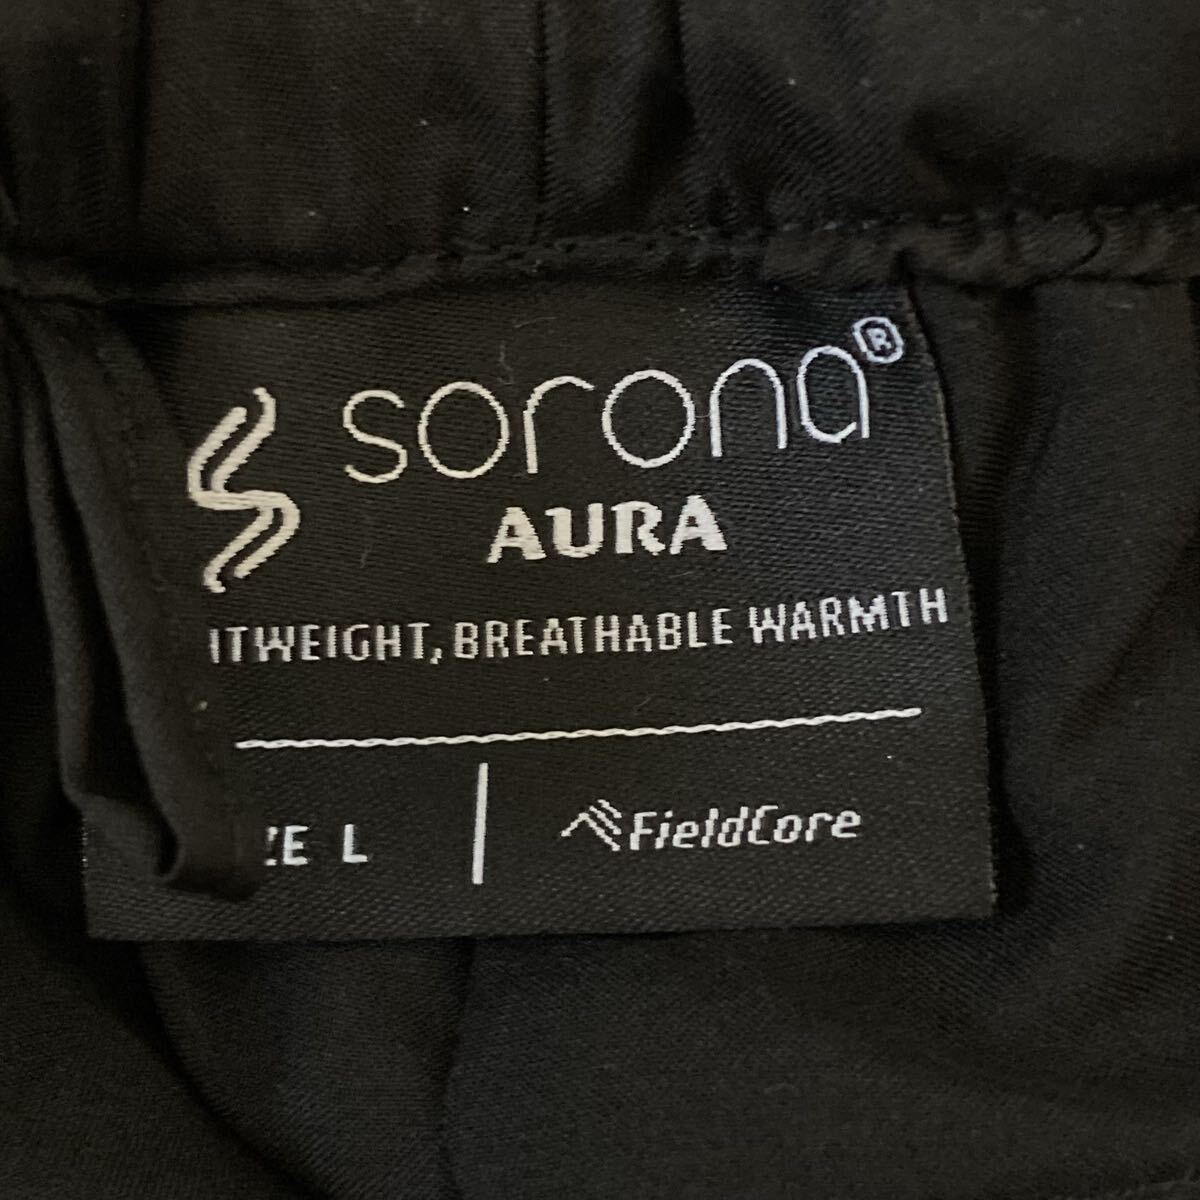 sorona®
AURA
ITWEIGHT, BREATHABLE WARMTH
ZE L
FieldCore